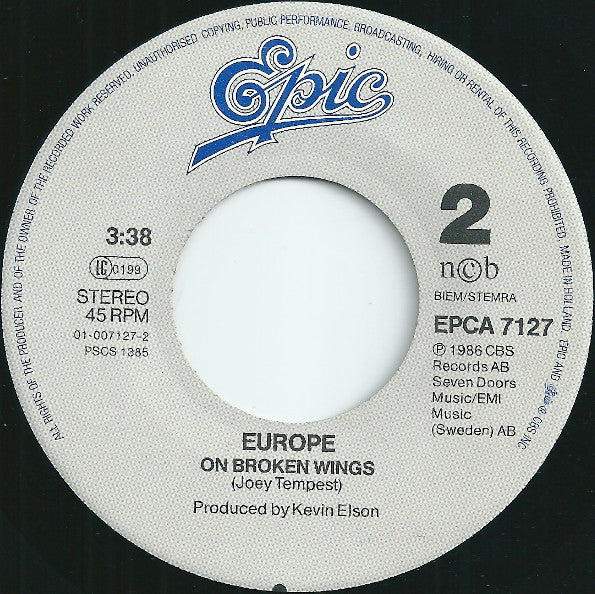 ALL RIGHTS OF THE PRODUCER AND OF THE OWNER OF THE RECORDED WORK RESERVED. UNAUTHORISED COPYING, PUBLIC PERFORMANCE, BROADCASTING, HIRING OR RENTAL OF THIS RECORDING PROHIBITED. MADE IN HOLLAND. EPIC AND Epic ® CBS INC
Epic
3:38
LC 0199
STEREO
45 RPM
01-007127-2
PSCS 1385
2
n©b
BIEM/STEMRA
EPCA 7127
℗ 1986 CBS
Records AB
Seven Doors
Music/EMI
Music
(Sweden) AB
EUROPE
ON BROKEN WINGS
(Joey Tempest)
Produced by Kevin Elson